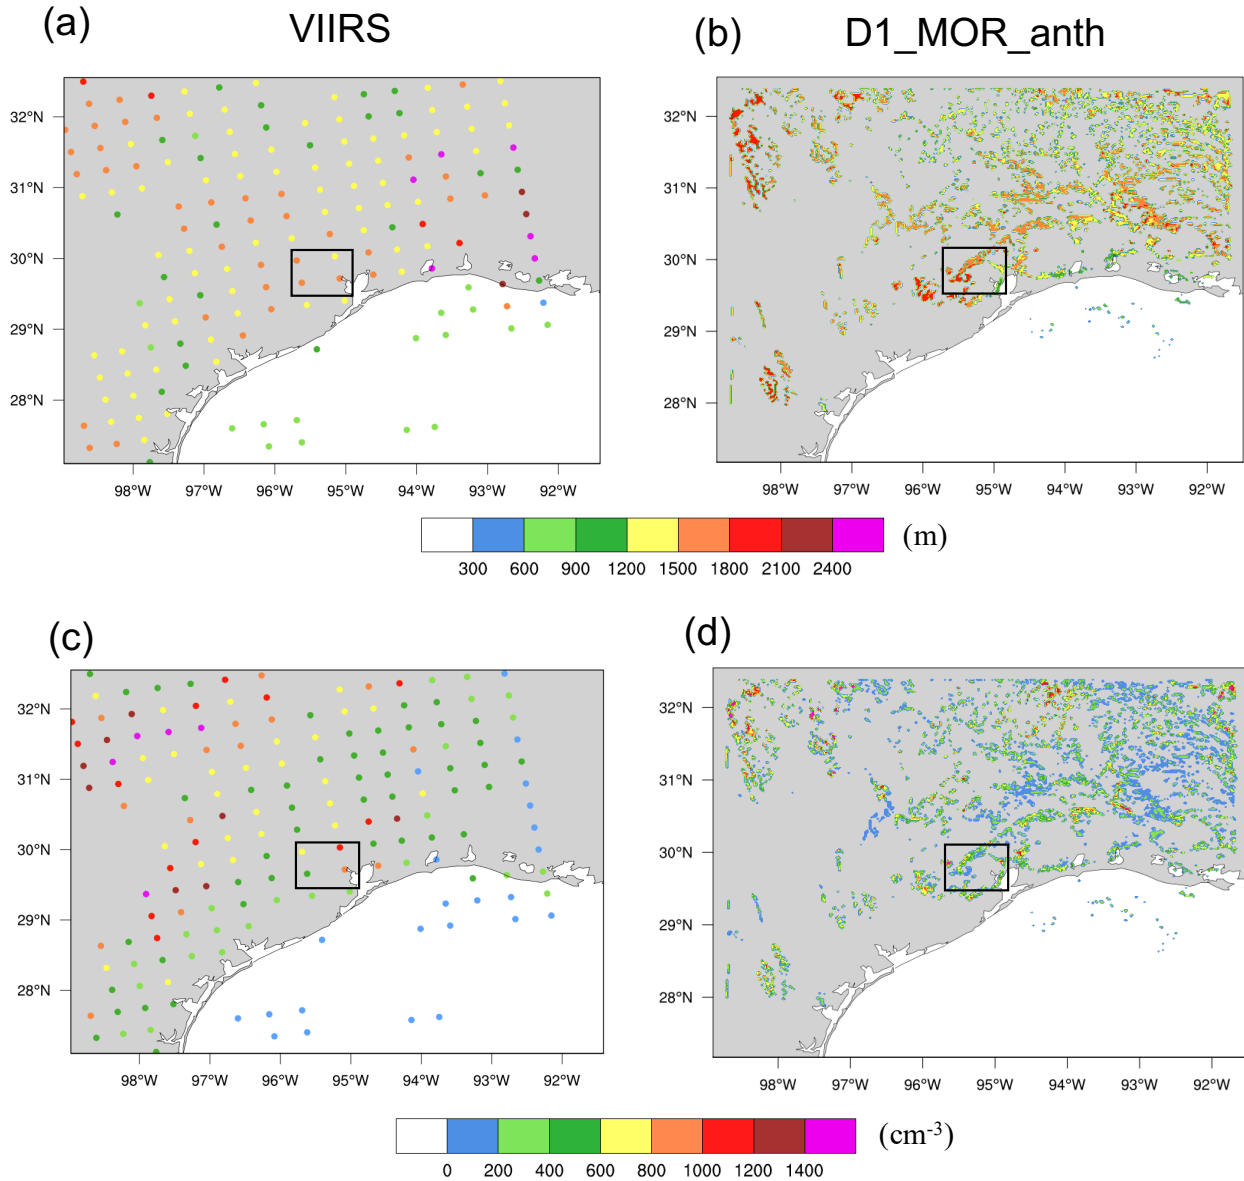 (a) VIIRS
(b) D1_MOR_anth
32°N
31°N
30°N
29°N
28°N
98°W 97°W 96°W 95°W 94°W 93°W 92°W
32°N
31°N
30°N
29°N
28°N
98°W 97°W 96°W 95°W 94°W 93°W 92°W
(m)
300 600 900 1200 1500 1800 2100 2400
(c)
(d)
32°N
31°N
30°N
29°N
28°N
98°W 97°W 96°W 95°W 94°W 93°W 92°W
32°N
31°N
30°N
29°N
28°N
98°W 97°W 96°W 95°W 94°W 93°W 92°W
(cm⁻³)
0 200 400 600 800 1000 1200 1400